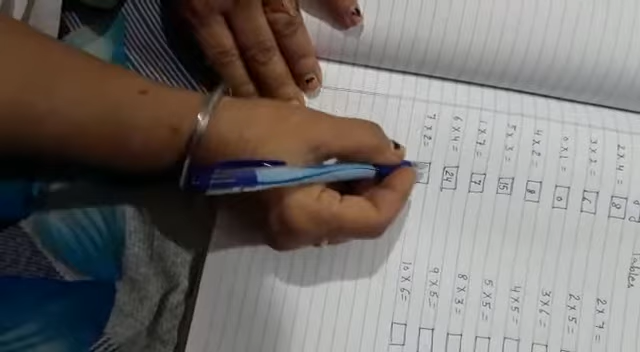 Tables
2 x 4 = 8
3 x 2 = 6
0 x 1 = 0
4 x 2 = 8
5 x 3 = 15
1 x 7 = 7
6 x 4 = 24
7 x 2 =
2 x 7 =
2 x 5 =
3 x 6 =
4 x 5 =
5 x 5 =
8 x 3 =
9 x 5 =
10 x 6 =